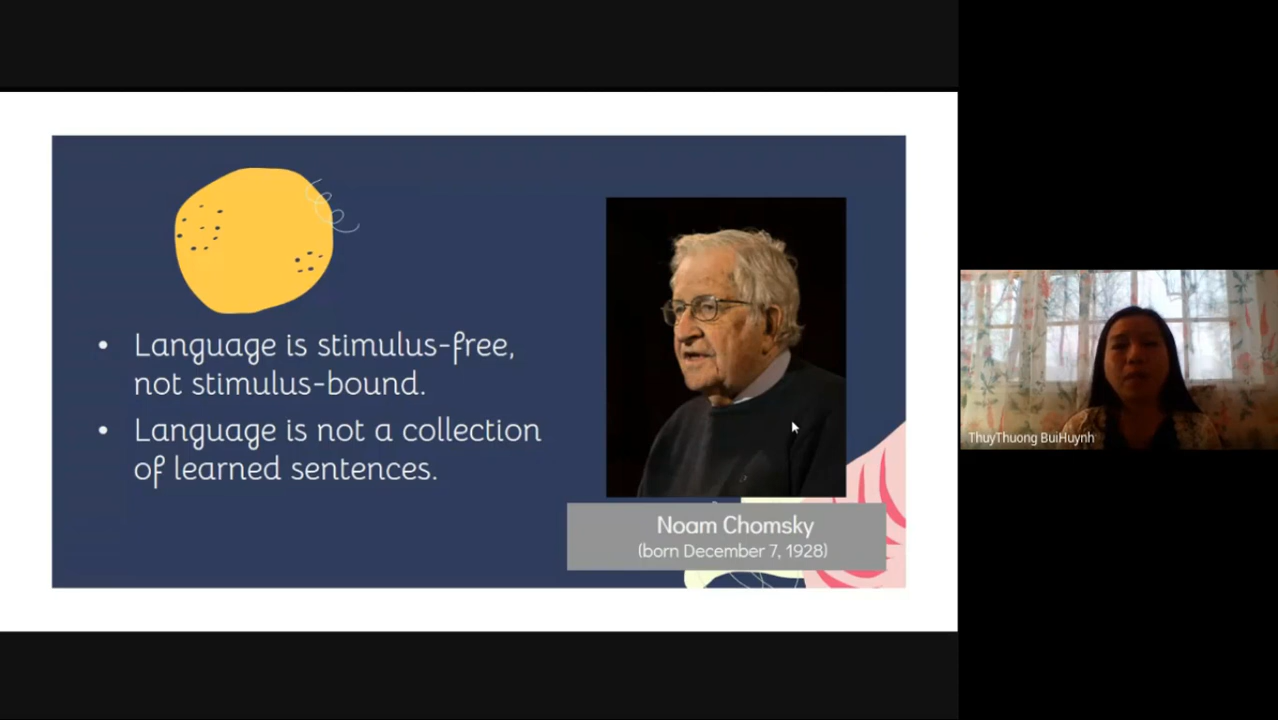 • Language is stimulus-free,
not stimulus-bound.
• Language is not a collection
of learned sentences.
Noam Chomsky
(born December 7, 1928)
ThuyThuong BuiHuynh